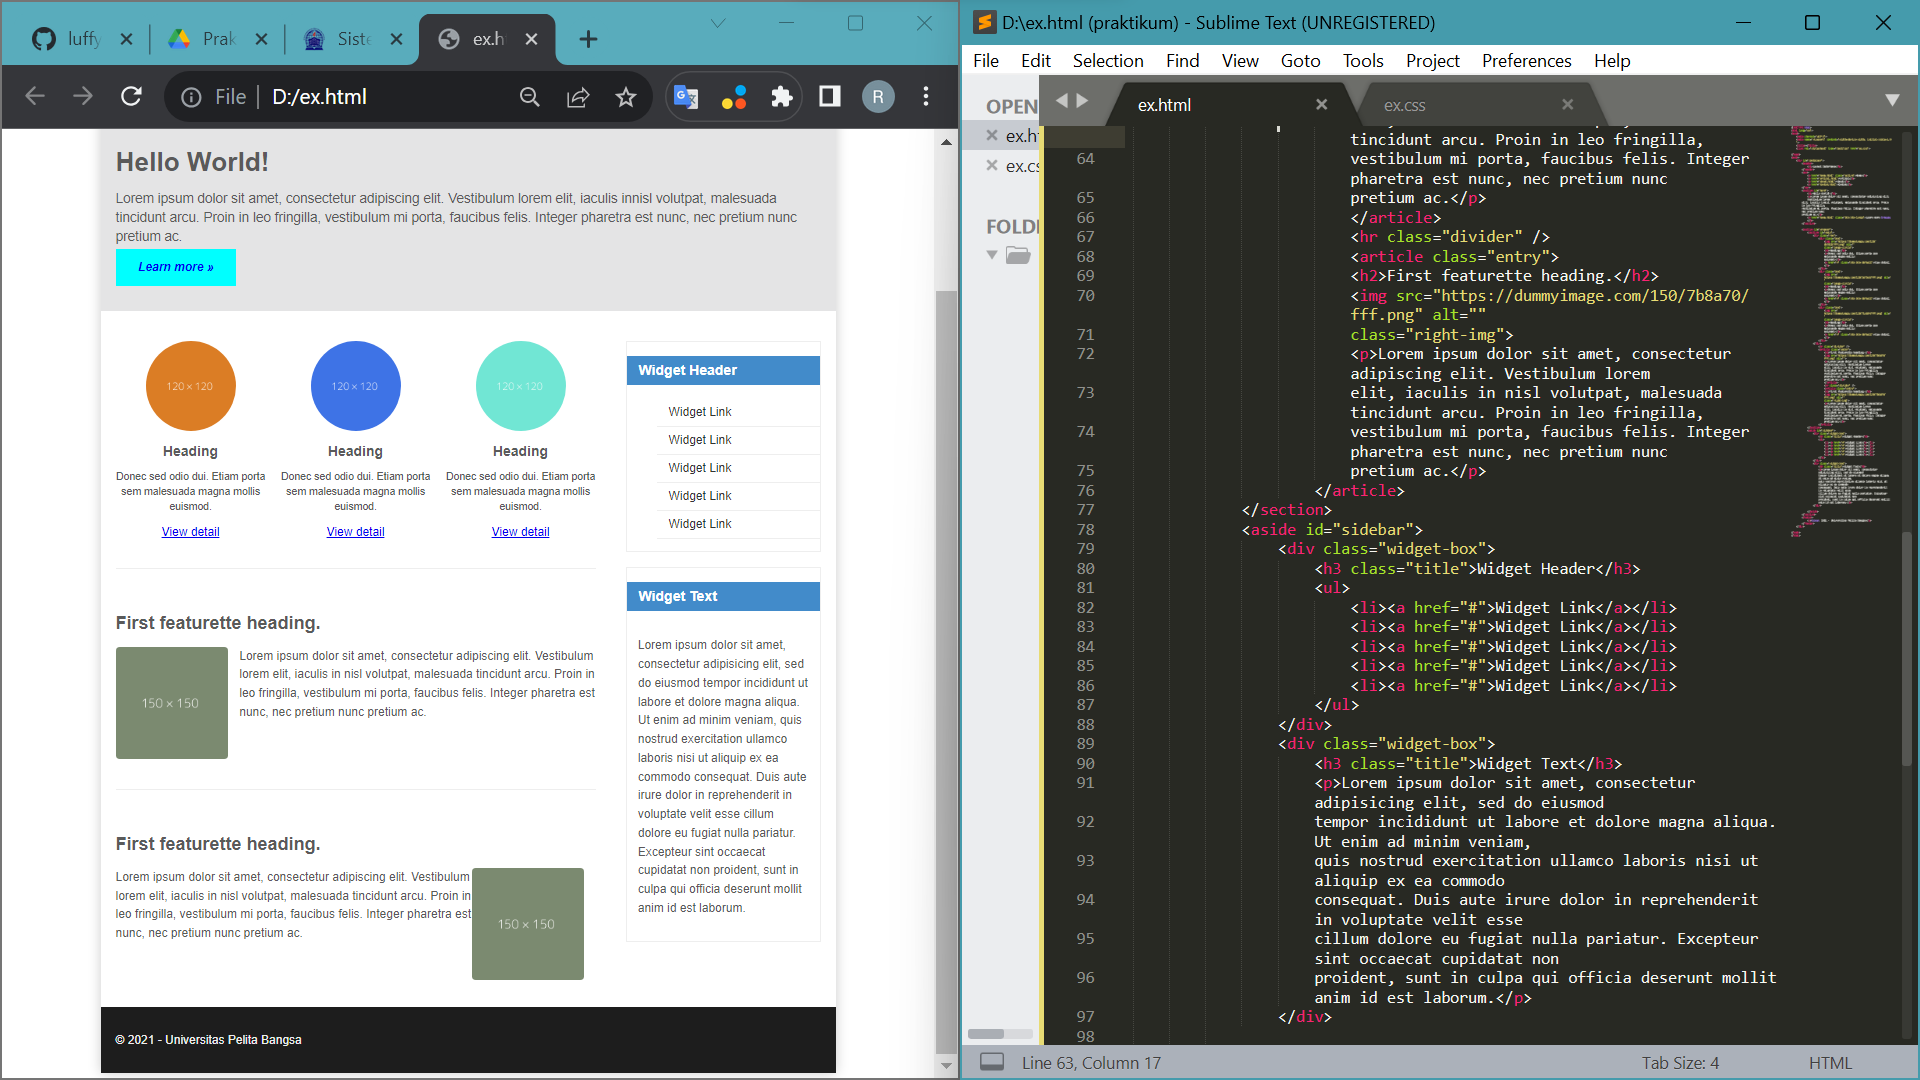 luffy
Prak
Siste
ex.h
File
D:/ex.html
R
Hello World!
Lorem ipsum dolor sit amet, consectetur adipiscing elit. Vestibulum lorem elit, iaculis innisl volutpat, malesuada
tincidunt arcu. Proin in leo fringilla, vestibulum mi porta, faucibus felis. Integer pharetra est nunc, nec pretium nunc
pretium ac.
Learn more »
120 × 120
120 × 120
120 × 120
Heading
Heading
Heading
Donec sed odio dui. Etiam porta
sem malesuada magna mollis
euismod.
Donec sed odio dui. Etiam porta
sem malesuada magna mollis
euismod.
Donec sed odio dui. Etiam porta
sem malesuada magna mollis
euismod.
View detail
View detail
View detail
First featurette heading.
150 × 150
Lorem ipsum dolor sit amet, consectetur adipiscing elit. Vestibulum
lorem elit, iaculis in nisl volutpat, malesuada tincidunt arcu. Proin in
leo fringilla, vestibulum mi porta, faucibus felis. Integer pharetra est
nunc, nec pretium nunc pretium ac.
First featurette heading.
Lorem ipsum dolor sit amet, consectetur adipiscing elit. Vestibulum
lorem elit, iaculis in nisl volutpat, malesuada tincidunt arcu. Proin in
leo fringilla, vestibulum mi porta, faucibus felis. Integer pharetra est
nunc, nec pretium nunc pretium ac.
150 × 150
Widget Header
Widget Link
Widget Link
Widget Link
Widget Link
Widget Link
Widget Text
Lorem ipsum dolor sit amet,
consectetur adipisicing elit, sed
do eiusmod tempor incididunt ut
labore et dolore magna aliqua.
Ut enim ad minim veniam, quis
nostrud exercitation ullamco
laboris nisi ut aliquip ex ea
commodo consequat. Duis aute
irure dolor in reprehenderit in
voluptate velit esse cillum
dolore eu fugiat nulla pariatur.
Excepteur sint occaecat
cupidatat non proident, sunt in
culpa qui officia deserunt mollit
anim id est laborum.
© 2021 - Universitas Pelita Bangsa
D:\ex.html (praktikum) - Sublime Text (UNREGISTERED)
File Edit Selection Find View Goto Tools Project Preferences Help
OPEN
ex.h
ex.cs
FOLD
ex.html
ex.css
tincidunt arcu. Proin in leo fringilla,
64 vestibulum mi porta, faucibus felis. Integer
pharetra est nunc, nec pretium nunc
65 pretium ac.</p>
66 </article>
67 <hr class="divider" />
68 <article class="entry">
69 <h2>First featurette heading.</h2>
70 <img src="https://dummyimage.com/150/7b8a70/
fff.png" alt=""
71 class="right-img">
72 <p>Lorem ipsum dolor sit amet, consectetur
adipiscing elit. Vestibulum lorem
73 elit, iaculis in nisl volutpat, malesuada
tincidunt arcu. Proin in leo fringilla,
74 vestibulum mi porta, faucibus felis. Integer
pharetra est nunc, nec pretium nunc
75 pretium ac.</p>
76 </article>
77 </section>
78 <aside id="sidebar">
79 <div class="widget-box">
80 <h3 class="title">Widget Header</h3>
81 <ul>
82 <li><a href="#">Widget Link</a></li>
83 <li><a href="#">Widget Link</a></li>
84 <li><a href="#">Widget Link</a></li>
85 <li><a href="#">Widget Link</a></li>
86 <li><a href="#">Widget Link</a></li>
87 </ul>
88 </div>
89 <div class="widget-box">
90 <h3 class="title">Widget Text</h3>
91 <p>Lorem ipsum dolor sit amet, consectetur
adipisicing elit, sed do eiusmod
92 tempor incididunt ut labore et dolore magna aliqua.
Ut enim ad minim veniam,
93 quis nostrud exercitation ullamco laboris nisi ut
aliquip ex ea commodo
94 consequat. Duis aute irure dolor in reprehenderit
in voluptate velit esse
95 cillum dolore eu fugiat nulla pariatur. Excepteur
sint occaecat cupidatat non
96 proident, sunt in culpa qui officia deserunt mollit
anim id est laborum.</p>
97 </div>
98
Line 63, Column 17
Tab Size: 4
HTML